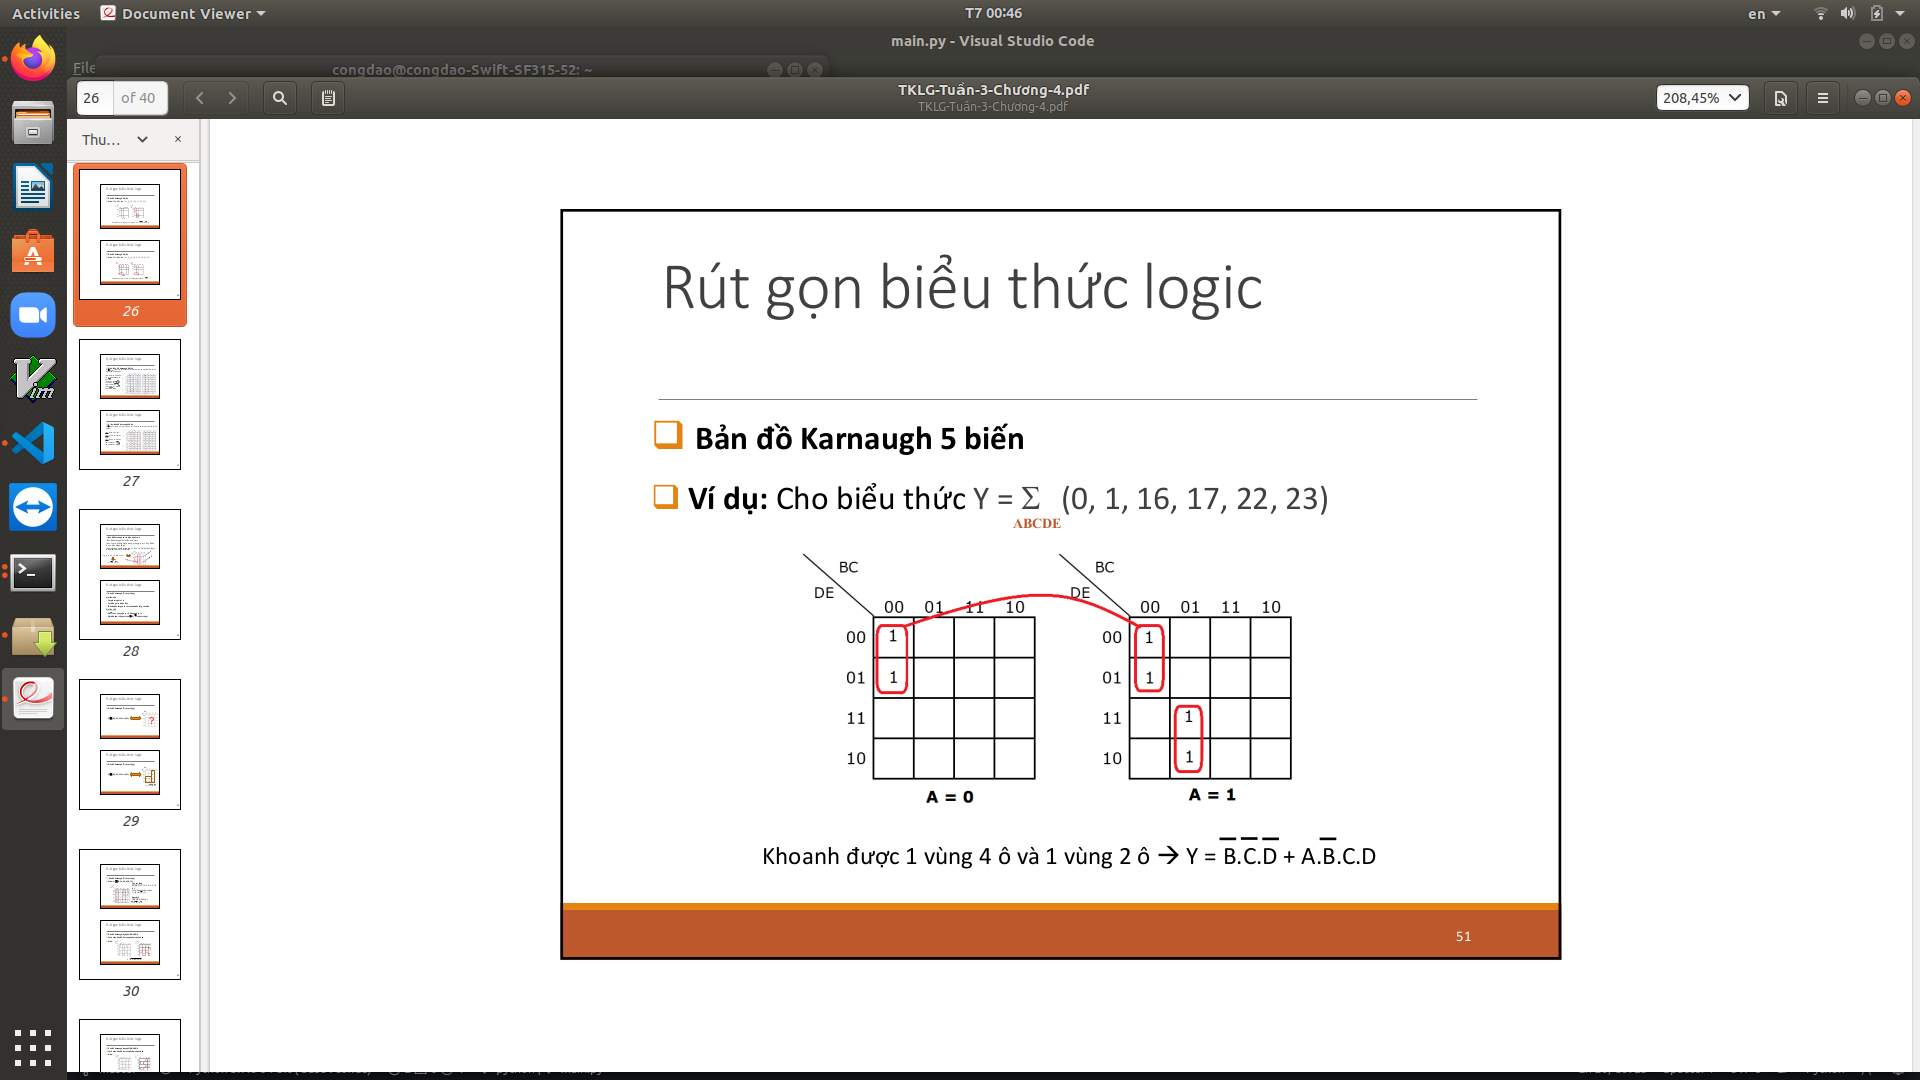 Activities
Document Viewer
T7 00:46
en
main.py - Visual Studio Code
File
congdao@congdao-Swift-SF315-52: ~
26 of 40
TKLG-Tuần-3-Chương-4.pdf
TKLG-Tuần-3-Chương-4.pdf
208,45%
Thu...
26
27
28
29
30
Rút gọn biểu thức logic
Bản đồ Karnaugh 5 biến
Ví dụ: Cho biểu thức Y = Σ (0, 1, 16, 17, 22, 23)
ABCDE
BC BC
DE DE
00 01 11 10 00 01 11 10
00 1 00 1
01 1 01 1
11 11 1
10 10 1
A = 0 A = 1
Khoanh được 1 vùng 4 ô và 1 vùng 2 ô → Y = B̅.C̅.D̅ + A.B̅.C.D
51